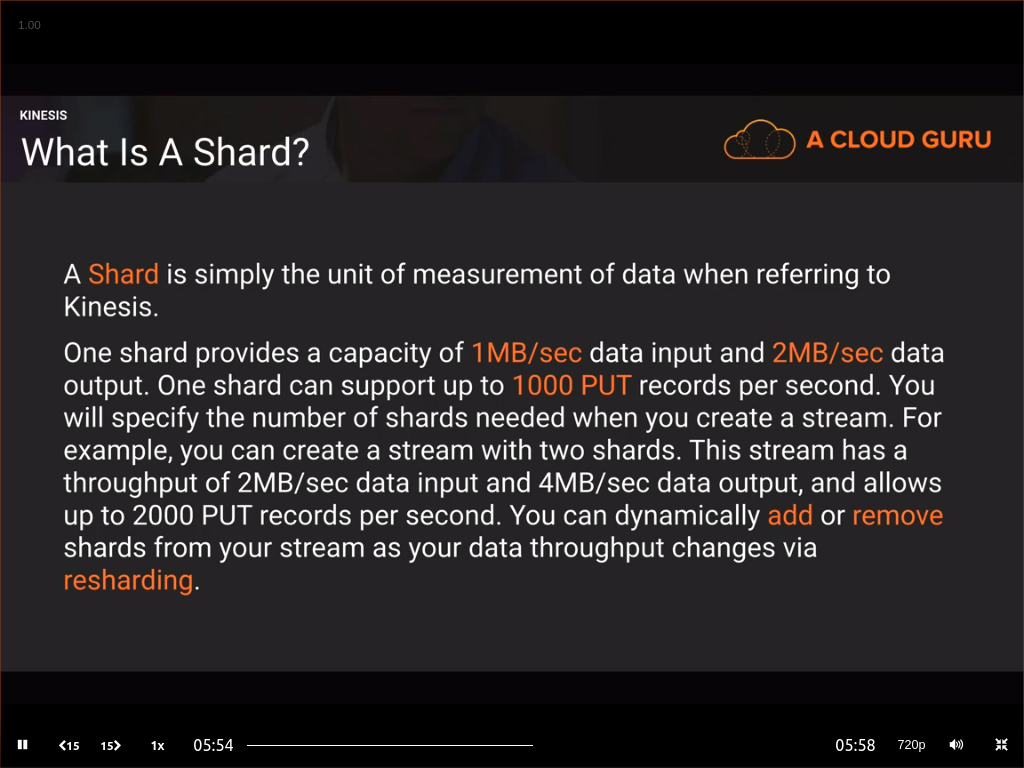 1.00
KINESIS
What Is A Shard?
A CLOUD GURU
A Shard is simply the unit of measurement of data when referring to
Kinesis.
One shard provides a capacity of 1MB/sec data input and 2MB/sec data
output. One shard can support up to 1000 PUT records per second. You
will specify the number of shards needed when you create a stream. For
example, you can create a stream with two shards. This stream has a
throughput of 2MB/sec data input and 4MB/sec data output, and allows
up to 2000 PUT records per second. You can dynamically add or remove
shards from your stream as your data throughput changes via
resharding.
15 15 1x 05:54 05:58 720p